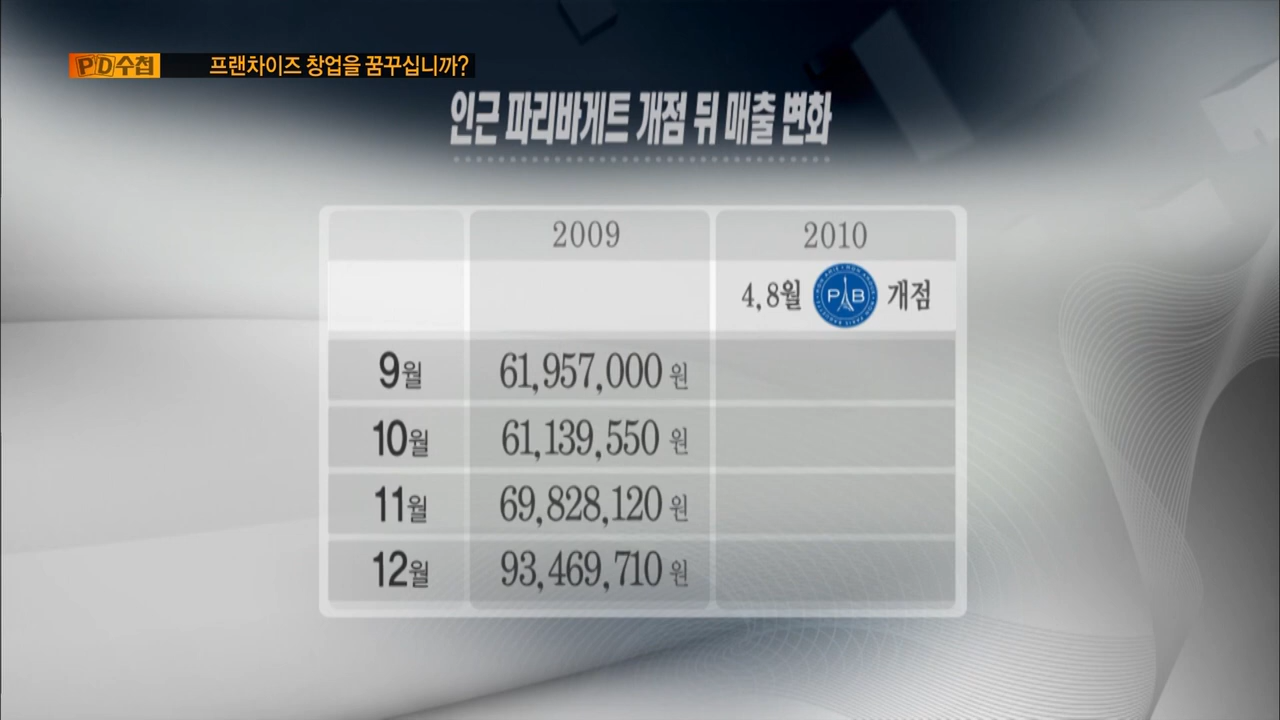 PD수첩 프랜차이즈 창업을 꿈꾸십니까?
인근 파리바게트 개점 뒤 매출 변화
2009 2010
4, 8월 PB 개점
9월 61,957,000 원
10월 61,139,550 원
11월 69,828,120 원
12월 93,469,710 원